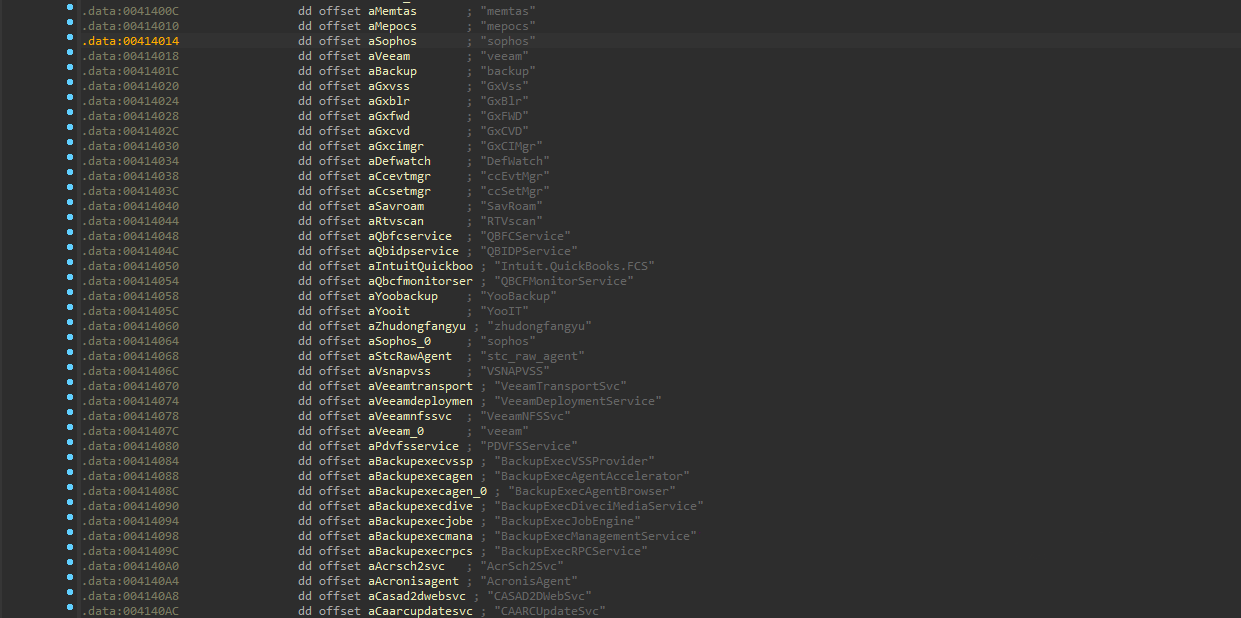 .data:0041400C dd offset aMemtas ; "memtas"
.data:00414010 dd offset aMepocs ; "mepocs"
.data:00414014 dd offset aSophos ; "sophos"
.data:00414018 dd offset aVeeam ; "veeam"
.data:0041401C dd offset aBackup ; "backup"
.data:00414020 dd offset aGxvss ; "GxVss"
.data:00414024 dd offset aGxblr ; "GxBlr"
.data:00414028 dd offset aGxfwd ; "GxFWD"
.data:0041402C dd offset aGxcvd ; "GxCVD"
.data:00414030 dd offset aGxcimgr ; "GxCIMgr"
.data:00414034 dd offset aDefwatch ; "DefWatch"
.data:00414038 dd offset aCcevtmgr ; "ccEvtMgr"
.data:0041403C dd offset aCcsetmgr ; "ccSetMgr"
.data:00414040 dd offset aSavroam ; "SavRoam"
.data:00414044 dd offset aRtvscan ; "RTVscan"
.data:00414048 dd offset aQbfcservice ; "QBFCService"
.data:0041404C dd offset aQbidpservice ; "QBIDPService"
.data:00414050 dd offset aIntuitQuickboo ; "Intuit.QuickBooks.FCS"
.data:00414054 dd offset aQbcfmonitorser ; "QBCFMonitorService"
.data:00414058 dd offset aYoobackup ; "YooBackup"
.data:0041405C dd offset aYooit ; "YooIT"
.data:00414060 dd offset aZhudongfangyu ; "zhudongfangyu"
.data:00414064 dd offset aSophos_0 ; "sophos"
.data:00414068 dd offset aStcRawAgent ; "stc_raw_agent"
.data:0041406C dd offset aVsnapvss ; "VSNAPVSS"
.data:00414070 dd offset aVeeamtransport ; "VeeamTransportSvc"
.data:00414074 dd offset aVeeamdeploymen ; "VeeamDeploymentService"
.data:00414078 dd offset aVeeamnfssvc ; "VeeamNFSSvc"
.data:0041407C dd offset aVeeam_0 ; "veeam"
.data:00414080 dd offset aPdvfsservice ; "PDVFSService"
.data:00414084 dd offset aBackupexecvssp ; "BackupExecVSSProvider"
.data:00414088 dd offset aBackupexecagen ; "BackupExecAgentAccelerator"
.data:0041408C dd offset aBackupexecagen_0 ; "BackupExecAgentBrowser"
.data:00414090 dd offset aBackupexecdive ; "BackupExecDiveciMediaService"
.data:00414094 dd offset aBackupexecjobe ; "BackupExecJobEngine"
.data:00414098 dd offset aBackupexecmana ; "BackupExecManagementService"
.data:0041409C dd offset aBackupexecrpcs ; "BackupExecRPCService"
.data:004140A0 dd offset aAcrsch2svc ; "AcrSch2Svc"
.data:004140A4 dd offset aAcronisagent ; "AcronisAgent"
.data:004140A8 dd offset aCasad2dwebsvc ; "CASAD2DWebSvc"
.data:004140AC dd offset aCaarcupdatesvc ; "CAARCUpdateSvc"